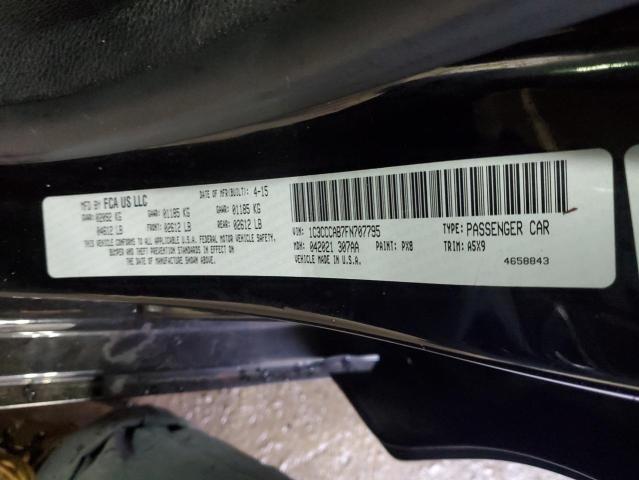 MFD BY FCA US LLC DATE OF MFR(BUILT): 4-15
GVWR: 02092 KG GAWR: 01185 KG GAWR: 01185 KG
04612 LB FRONT: 02612 LB REAR: 02612 LB
THIS VEHICLE CONFORMS TO ALL APPLICABLE U.S.A. FEDERAL MOTOR VEHICLE SAFETY,
BUMPER AND THEFT PREVENTION STANDARDS IN EFFECT ON
THE DATE OF MANUFACTURE SHOWN ABOVE.
VIN: 1C3CCCAB7FN707795 TYPE: PASSENGER CAR
MDH: 042021 307AA PAINT: PX8 TRIM: A5X9
VEHICLE MADE IN U.S.A. 4658843